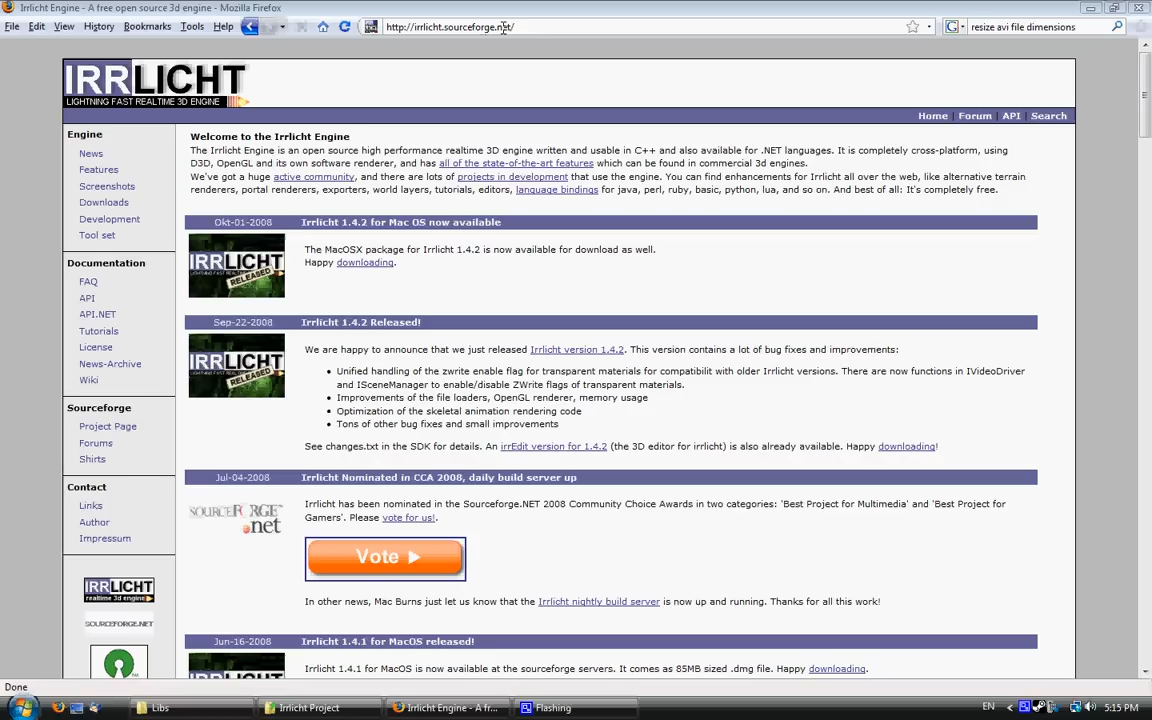 Irrlicht Engine - A free open source 3d engine - Mozilla Firefox
File Edit View History Bookmarks Tools Help
http://irrlicht.sourceforge.net/
resize avi file dimensions
IRRLICHT
LIGHTNING FAST REALTIME 3D ENGINE
Home Forum API Search
Engine
News
Features
Screenshots
Downloads
Development
Tool set
Documentation
FAQ
API
API.NET
Tutorials
License
News-Archive
Wiki
Sourceforge
Project Page
Forums
Shirts
Contact
Links
Author
Impressum
IRRLICHT
realtime 3d engine
SOURCEFORGE.NET
Welcome to the Irrlicht Engine
The Irrlicht Engine is an open source high performance realtime 3D engine written and usable in C++ and also available for .NET languages. It is completely cross-platform, using
D3D, OpenGL and its own software renderer, and has all of the state-of-the-art features which can be found in commercial 3d engines.
We've got a huge active community, and there are lots of projects in development that use the engine. You can find enhancements for Irrlicht all over the web, like alternative terrain
renderers, portal renderers, exporters, world layers, tutorials, editors, language bindings for java, perl, ruby, basic, python, lua, and so on. And best of all: It's completely free.
Okt-01-2008 Irrlicht 1.4.2 for Mac OS now available
IRRLICHT
RELEASED
The MacOSX package for Irrlicht 1.4.2 is now available for download as well.
Happy downloading.
Sep-22-2008 Irrlicht 1.4.2 Released!
IRRLICHT
RELEASED
We are happy to announce that we just released Irrlicht version 1.4.2. This version contains a lot of bug fixes and improvements:
Unified handling of the zwrite enable flag for transparent materials for compatibilit with older Irrlicht versions. There are now functions in IVideoDriver
and ISceneManager to enable/disable ZWrite flags of transparent materials.
Improvements of the file loaders, OpenGL renderer, memory usage
Optimization of the skeletal animation rendering code
Tons of other bug fixes and small improvements
See changes.txt in the SDK for details. An irrEdit version for 1.4.2 (the 3D editor for irrlicht) is also already available. Happy downloading!
Jul-04-2008 Irrlicht Nominated in CCA 2008, daily build server up
SOURCEFORGE
.net
Irrlicht has been nominated in the Sourceforge.NET 2008 Community Choice Awards in two categories: 'Best Project for Multimedia' and 'Best Project for
Gamers'. Please vote for us!.
Vote
In other news, Mac Burns just let us know that the Irrlicht nightly build server is now up and running. Thanks for all this work!
Jun-16-2008 Irrlicht 1.4.1 for MacOS released!
IRRLICHT
Irrlicht 1.4.1 for MacOS is now available at the sourceforge servers. It comes as 85MB sized .dmg file. Happy downloading.
Done
Libs
Irrlicht Project
Irrlicht Engine - A fr...
Flashing
EN
5:15 PM